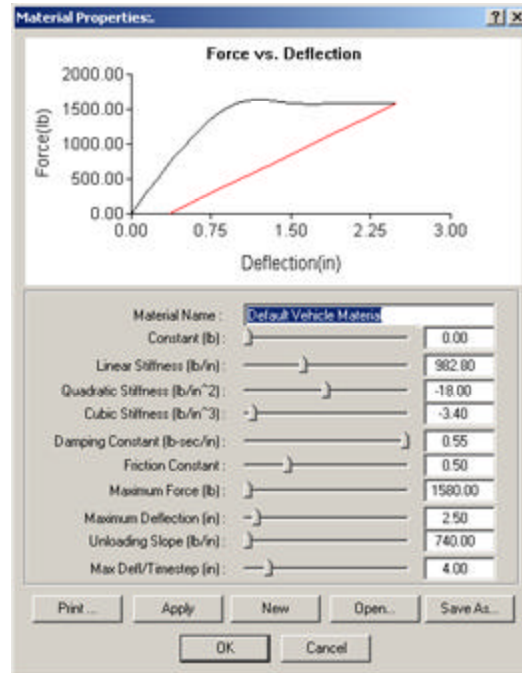 Material Properties:.
Force vs. Deflection
2000.00
1500.00
1000.00
500.00
0.00
Force(lb)
0.00 0.75 1.50 2.25 3.00
Deflection(in)
Material Name : Default Vehicle Material
Constant (lb) : 0.00
Linear Stiffness (lb/in) : 982.80
Quadratic Stiffness (lb/in^2) : -18.00
Cubic Stiffness (lb/in^3) : -3.40
Damping Constant (lb-sec/in) : 0.55
Friction Constant : 0.50
Maximum Force (lb) : 1580.00
Maximum Deflection (in) : 2.50
Unloading Slope (lb/in) : 740.00
Max Defl/Timestep (in) : 4.00
Print ... Apply New Open... Save As...
OK Cancel